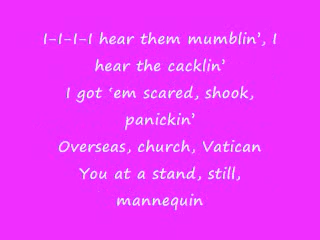 I-I-I-I hear them mumblin’, I
hear the cacklin’
I got ‘em scared, shook,
panickin’
Overseas, church, Vatican
You at a stand, still,
mannequin